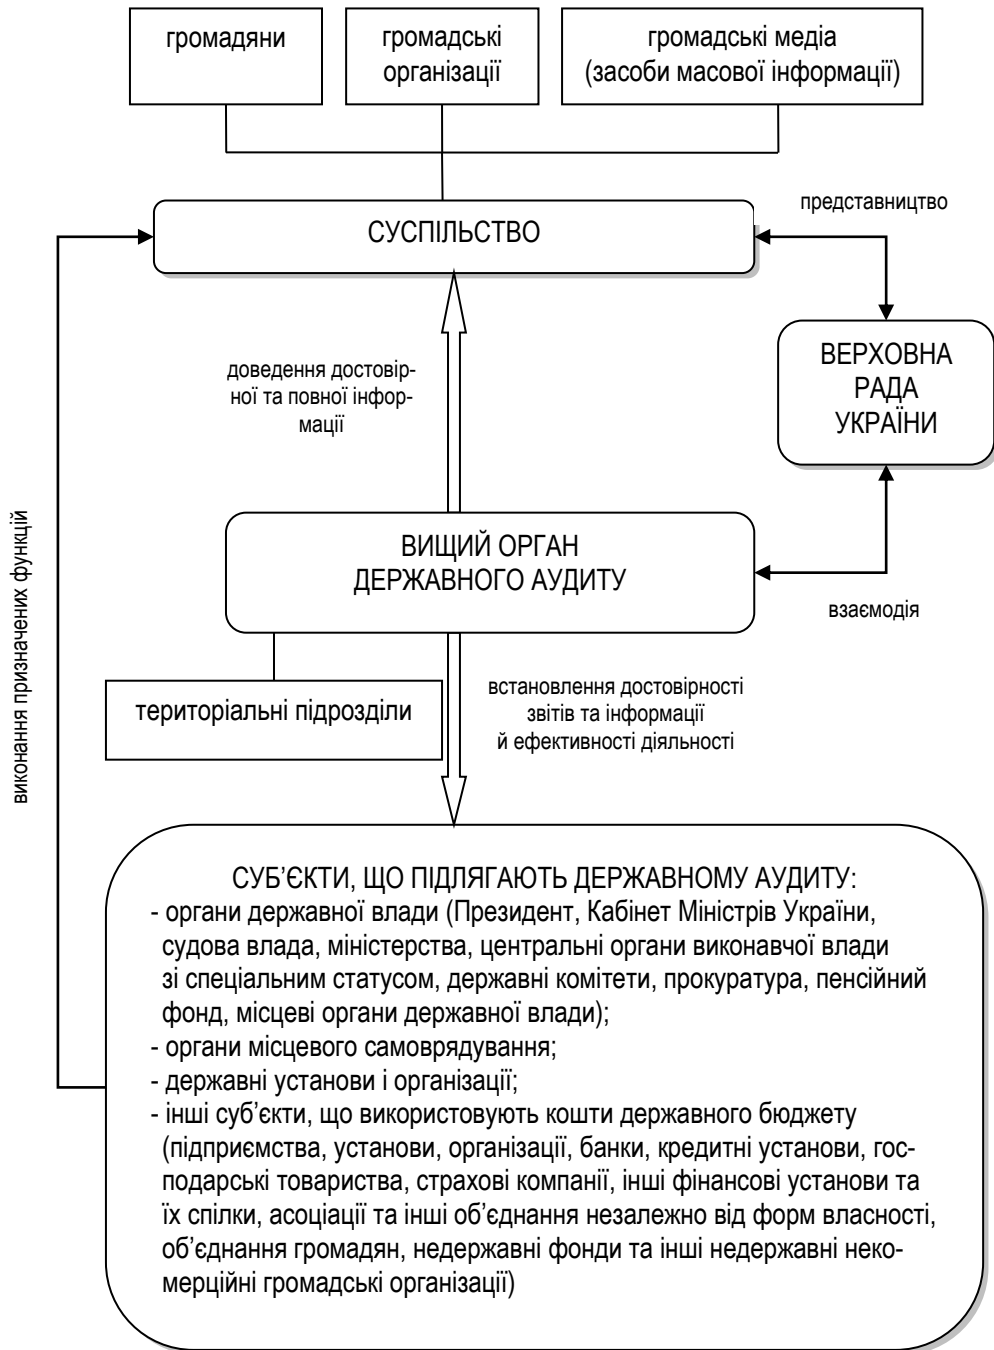 громадяни
громадські
організації
громадські медіа
(засоби масової інформації)
представництво
СУСПІЛЬСТВО
ВЕРХОВНА
РАДА
УКРАЇНИ
доведення достовір-
ної та повної інфор-
мації
виконання призначених функцій
ВИЩИЙ ОРГАН
ДЕРЖАВНОГО АУДИТУ
взаємодія
територіальні підрозділи
встановлення достовірності
звітів та інформації
й ефективності діяльності
СУБ’ЄКТИ, ЩО ПІДЛЯГАЮТЬ ДЕРЖАВНОМУ АУДИТУ:
- органи державної влади (Президент, Кабінет Міністрів України,
судова влада, міністерства, центральні органи виконавчої влади
зі спеціальним статусом, державні комітети, прокуратура, пенсійний
фонд, місцеві органи державної влади);
- органи місцевого самоврядування;
- державні установи і організації;
- інші суб’єкти, що використовують кошти державного бюджету
(підприємства, установи, організації, банки, кредитні установи, гос-
подарські товариства, страхові компанії, інші фінансові установи та
їх спілки, асоціації та інші об’єднання незалежно від форм власності,
об’єднання громадян, недержавні фонди та інші недержавні неко-
мерційні громадські організації)